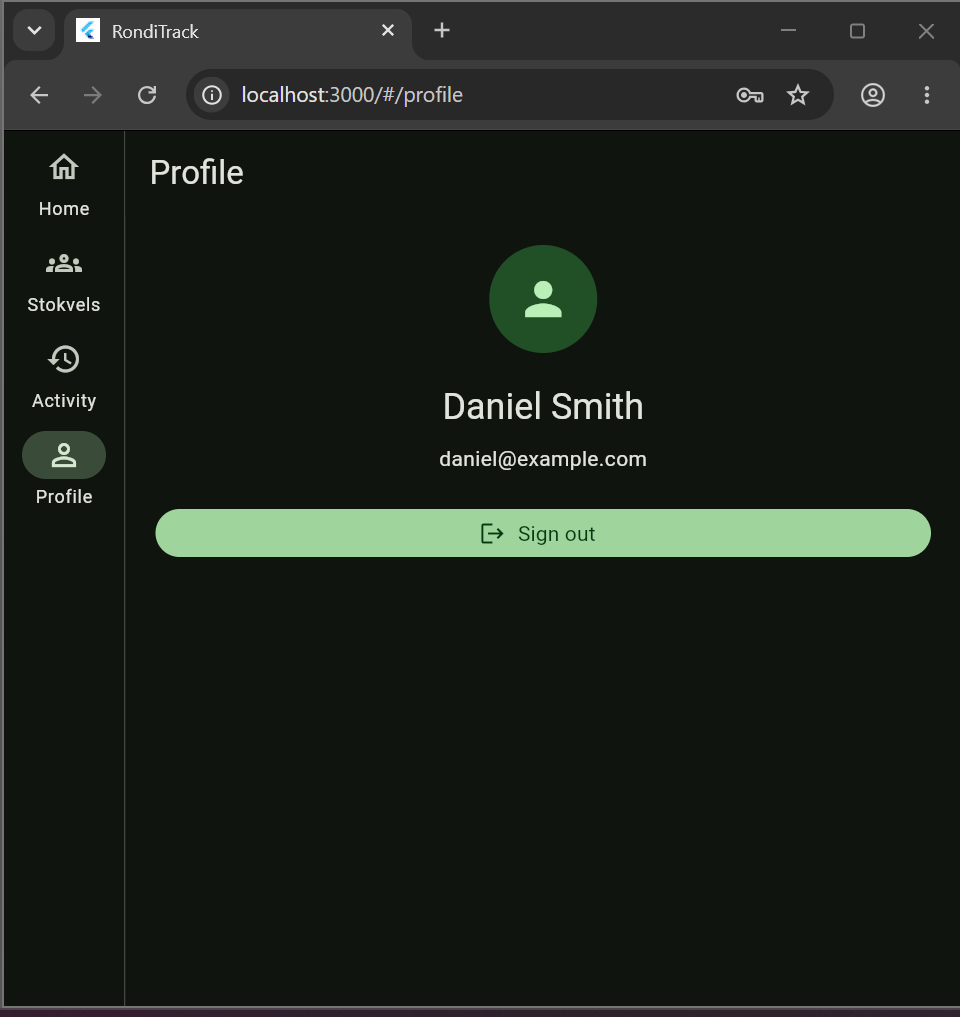 RondiTrack
localhost:3000/#/profile
Home
Stokvels
Activity
Profile
Profile
Daniel Smith
daniel@example.com
Sign out